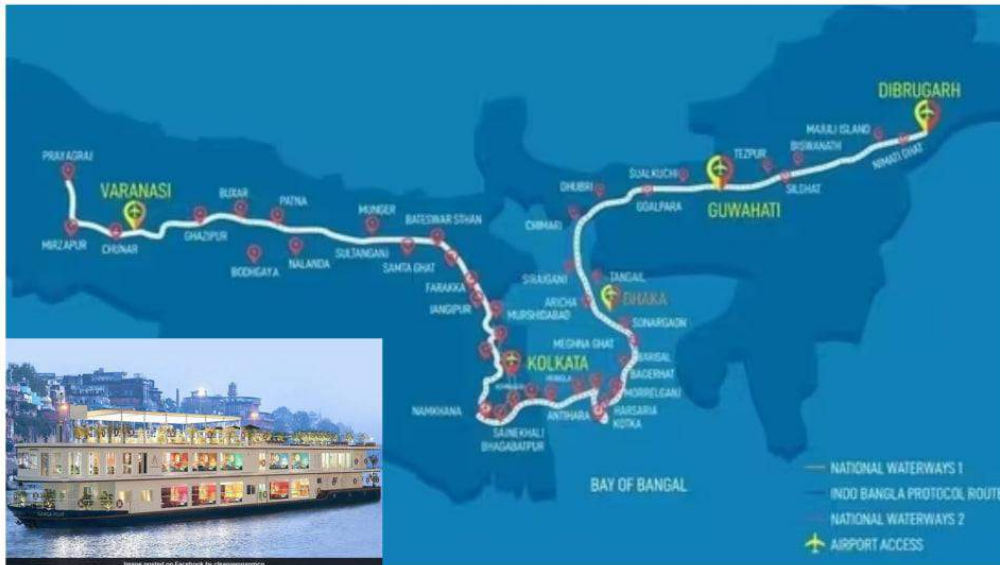 DIBRUGARH
MAJULI ISLAND
BISWANATH
TEZPUR
NIMATI GHAT
SILGHAT
SUALKUCHI
GUWAHATI
GOALPARA
DHUBRI
CHIMARI
PRAYAGRAJ
VARANASI
MIRZAPUR
CHUNAR
GHAZIPUR
BUXAR
PATNA
BODHGAYA
NALANDA
MUNGER
SULTANGANJ
BATESWAR STHAN
SAMTA GHAT
FARAKKA
JANGIPUR
MURSHIDABAD
SIRAJGANJ
TANGAIL
ARICHA
DHAKA
SONARGAON
MEGHNA GHAT
BARISAL
BAGERHAT
MORRELGANJ
KOLKATA
NAMKHANA
SAINEKHALI
BHAGABATPUR
ANTIHARA
HARSARIA
KOTKA
BAY OF BANGAL
NATIONAL WATERWAYS 1
INDO BANGLA PROTOCOL ROUTE
NATIONAL WATERWAYS 2
AIRPORT ACCESS